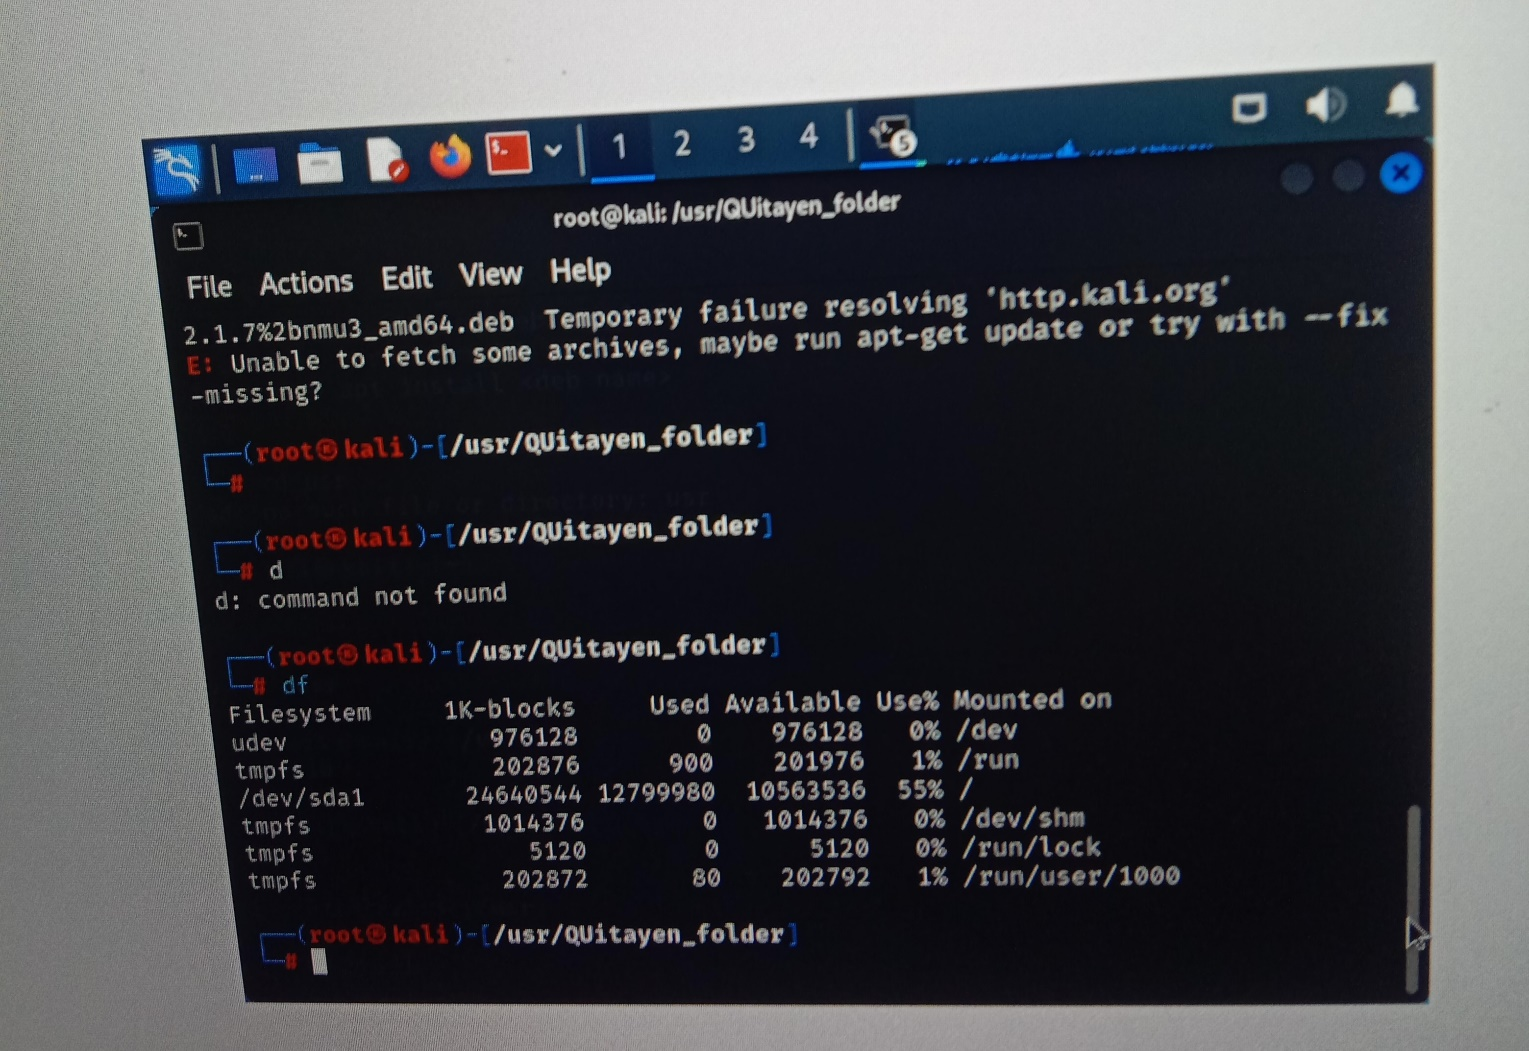 1 2 3 4 5
root@kali: /usr/QUitayen_folder
File Actions Edit View Help
2.1.7%2bnmu3_amd64.deb  Temporary failure resolving 'http.kali.org'
E: Unable to fetch some archives, maybe run apt-get update or try with --fix
-missing?
(root㉿kali)-[/usr/QUitayen_folder]
#
(root㉿kali)-[/usr/QUitayen_folder]
# d
d: command not found
(root㉿kali)-[/usr/QUitayen_folder]
# df
Filesystem 1K-blocks Used Available Use% Mounted on
udev 976128 0 976128 0% /dev
tmpfs 202876 900 201976 1% /run
/dev/sda1 24640544 12799980 10563536 55% /
tmpfs 1014376 0 1014376 0% /dev/shm
tmpfs 5120 0 5120 0% /run/lock
tmpfs 202872 80 202792 1% /run/user/1000
(root㉿kali)-[/usr/QUitayen_folder]
#